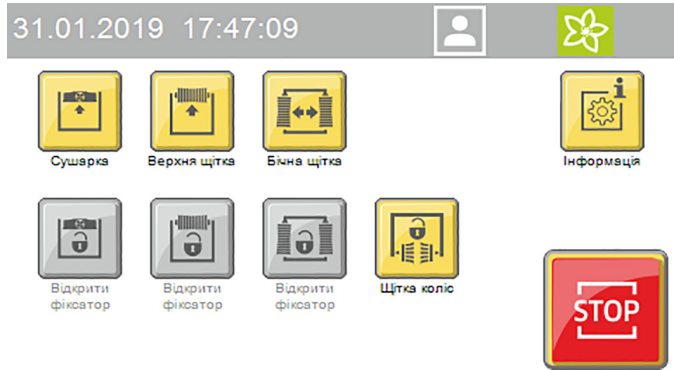 31.01.2019 17:47:09
Сушарка
Верхня щітка
Бічна щітка
Інформація
Відкрити
фіксатор
Відкрити
фіксатор
Відкрити
фіксатор
Щітка коліс
STOP